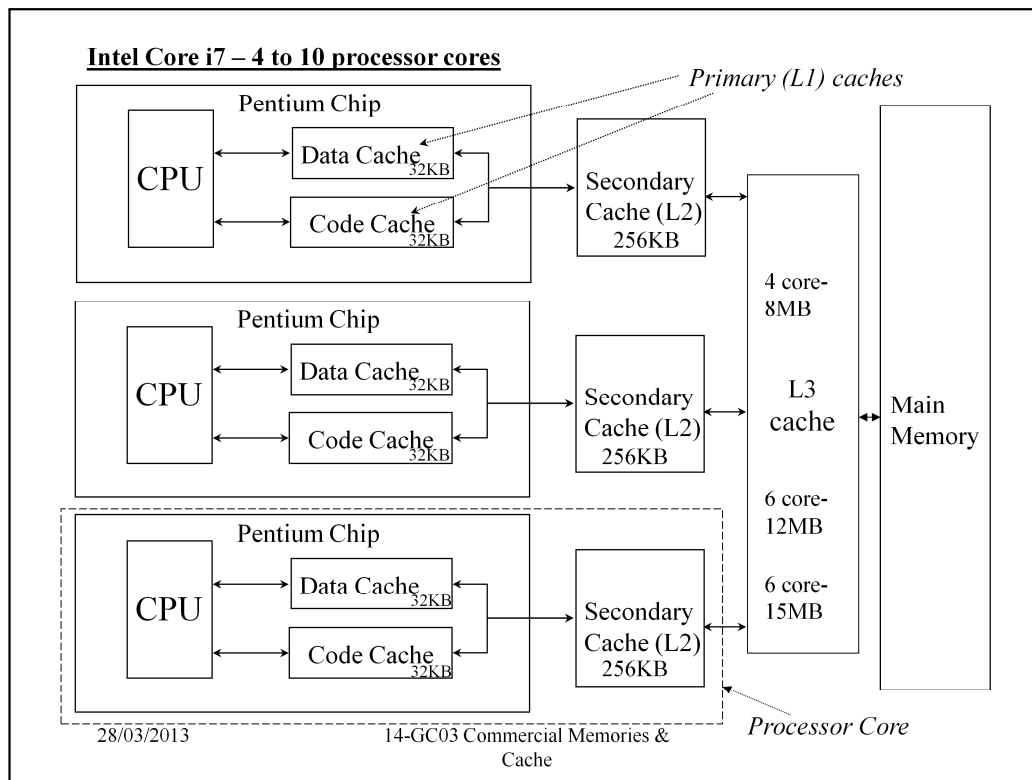 Intel Core i7 – 4 to 10 processor cores
Primary (L1) caches
Pentium Chip
CPU
Data Cache
32KB
Code Cache
32KB
Secondary
Cache (L2)
256KB
Pentium Chip
CPU
Data Cache
32KB
Code Cache
32KB
Secondary
Cache (L2)
256KB
Pentium Chip
CPU
Data Cache
32KB
Code Cache
32KB
Secondary
Cache (L2)
256KB
4 core-
8MB
L3
cache
6 core-
12MB
6 core-
15MB
Main
Memory
Processor Core
28/03/2013
14-GC03 Commercial Memories &
Cache